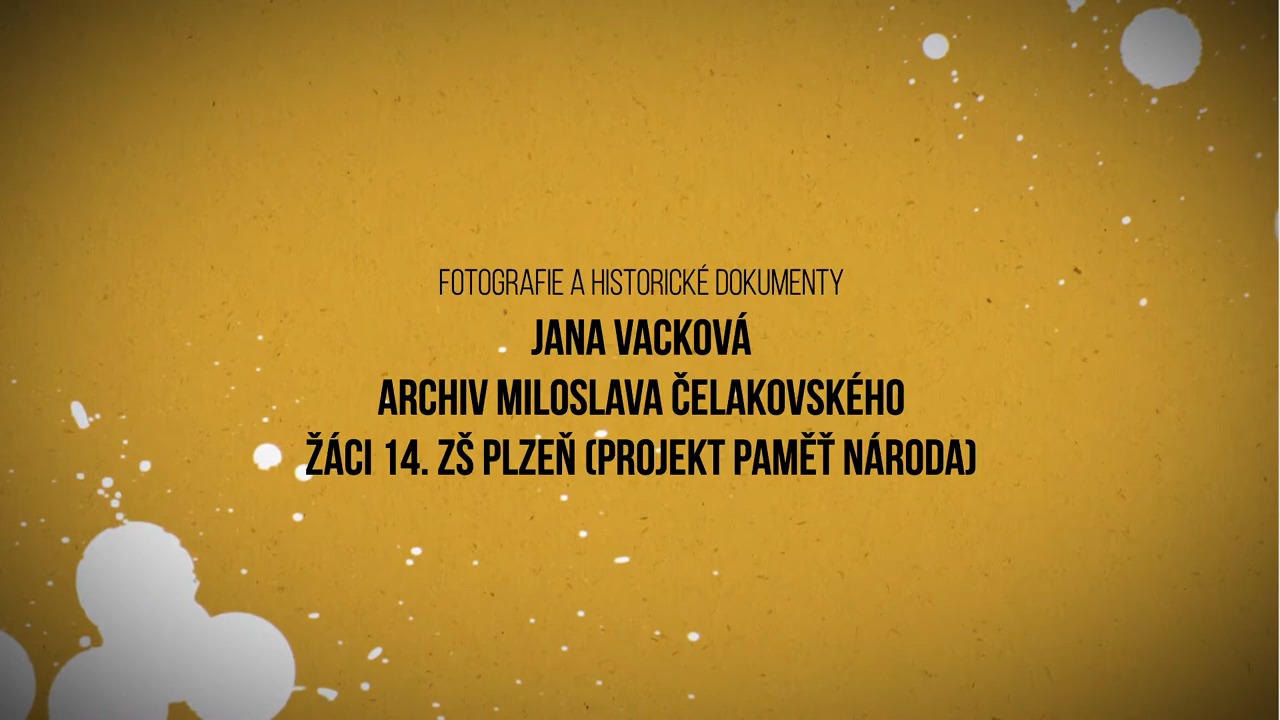 FOTOGRAFIE A HISTORICKÉ DOKUMENTY
JANA VACKOVÁ
ARCHIV MILOSLAVA ČELAKOVSKÉHO
ŽÁCI 14. ZŠ PLZEŇ (PROJEKT PAMĚŤ NÁRODA)